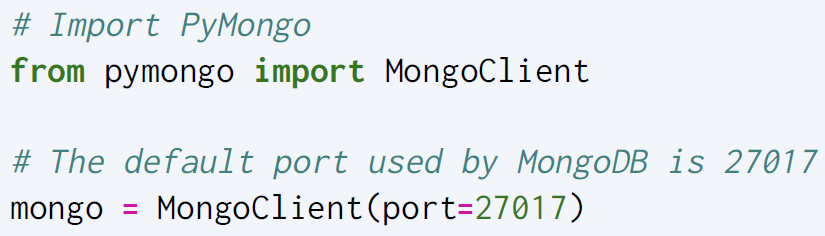 # Import PyMongo
from pymongo import MongoClient
# The default port used by MongoDB is 27017
mongo = MongoClient(port=27017)